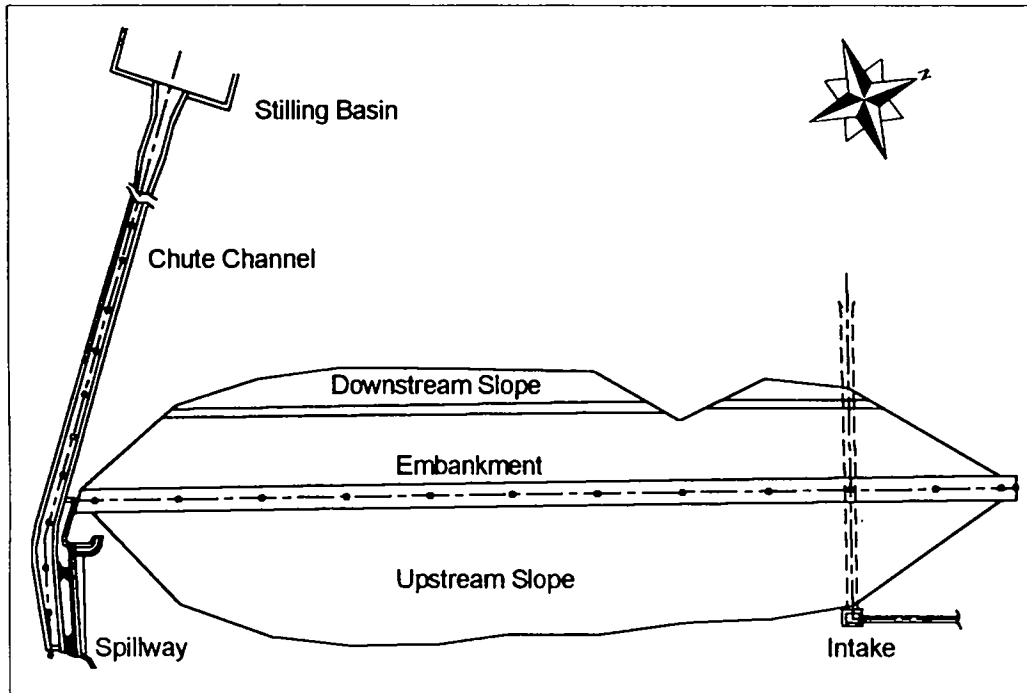 Z
Stilling Basin
Chute Channel
Downstream Slope
Embankment
Upstream Slope
Spillway
Intake